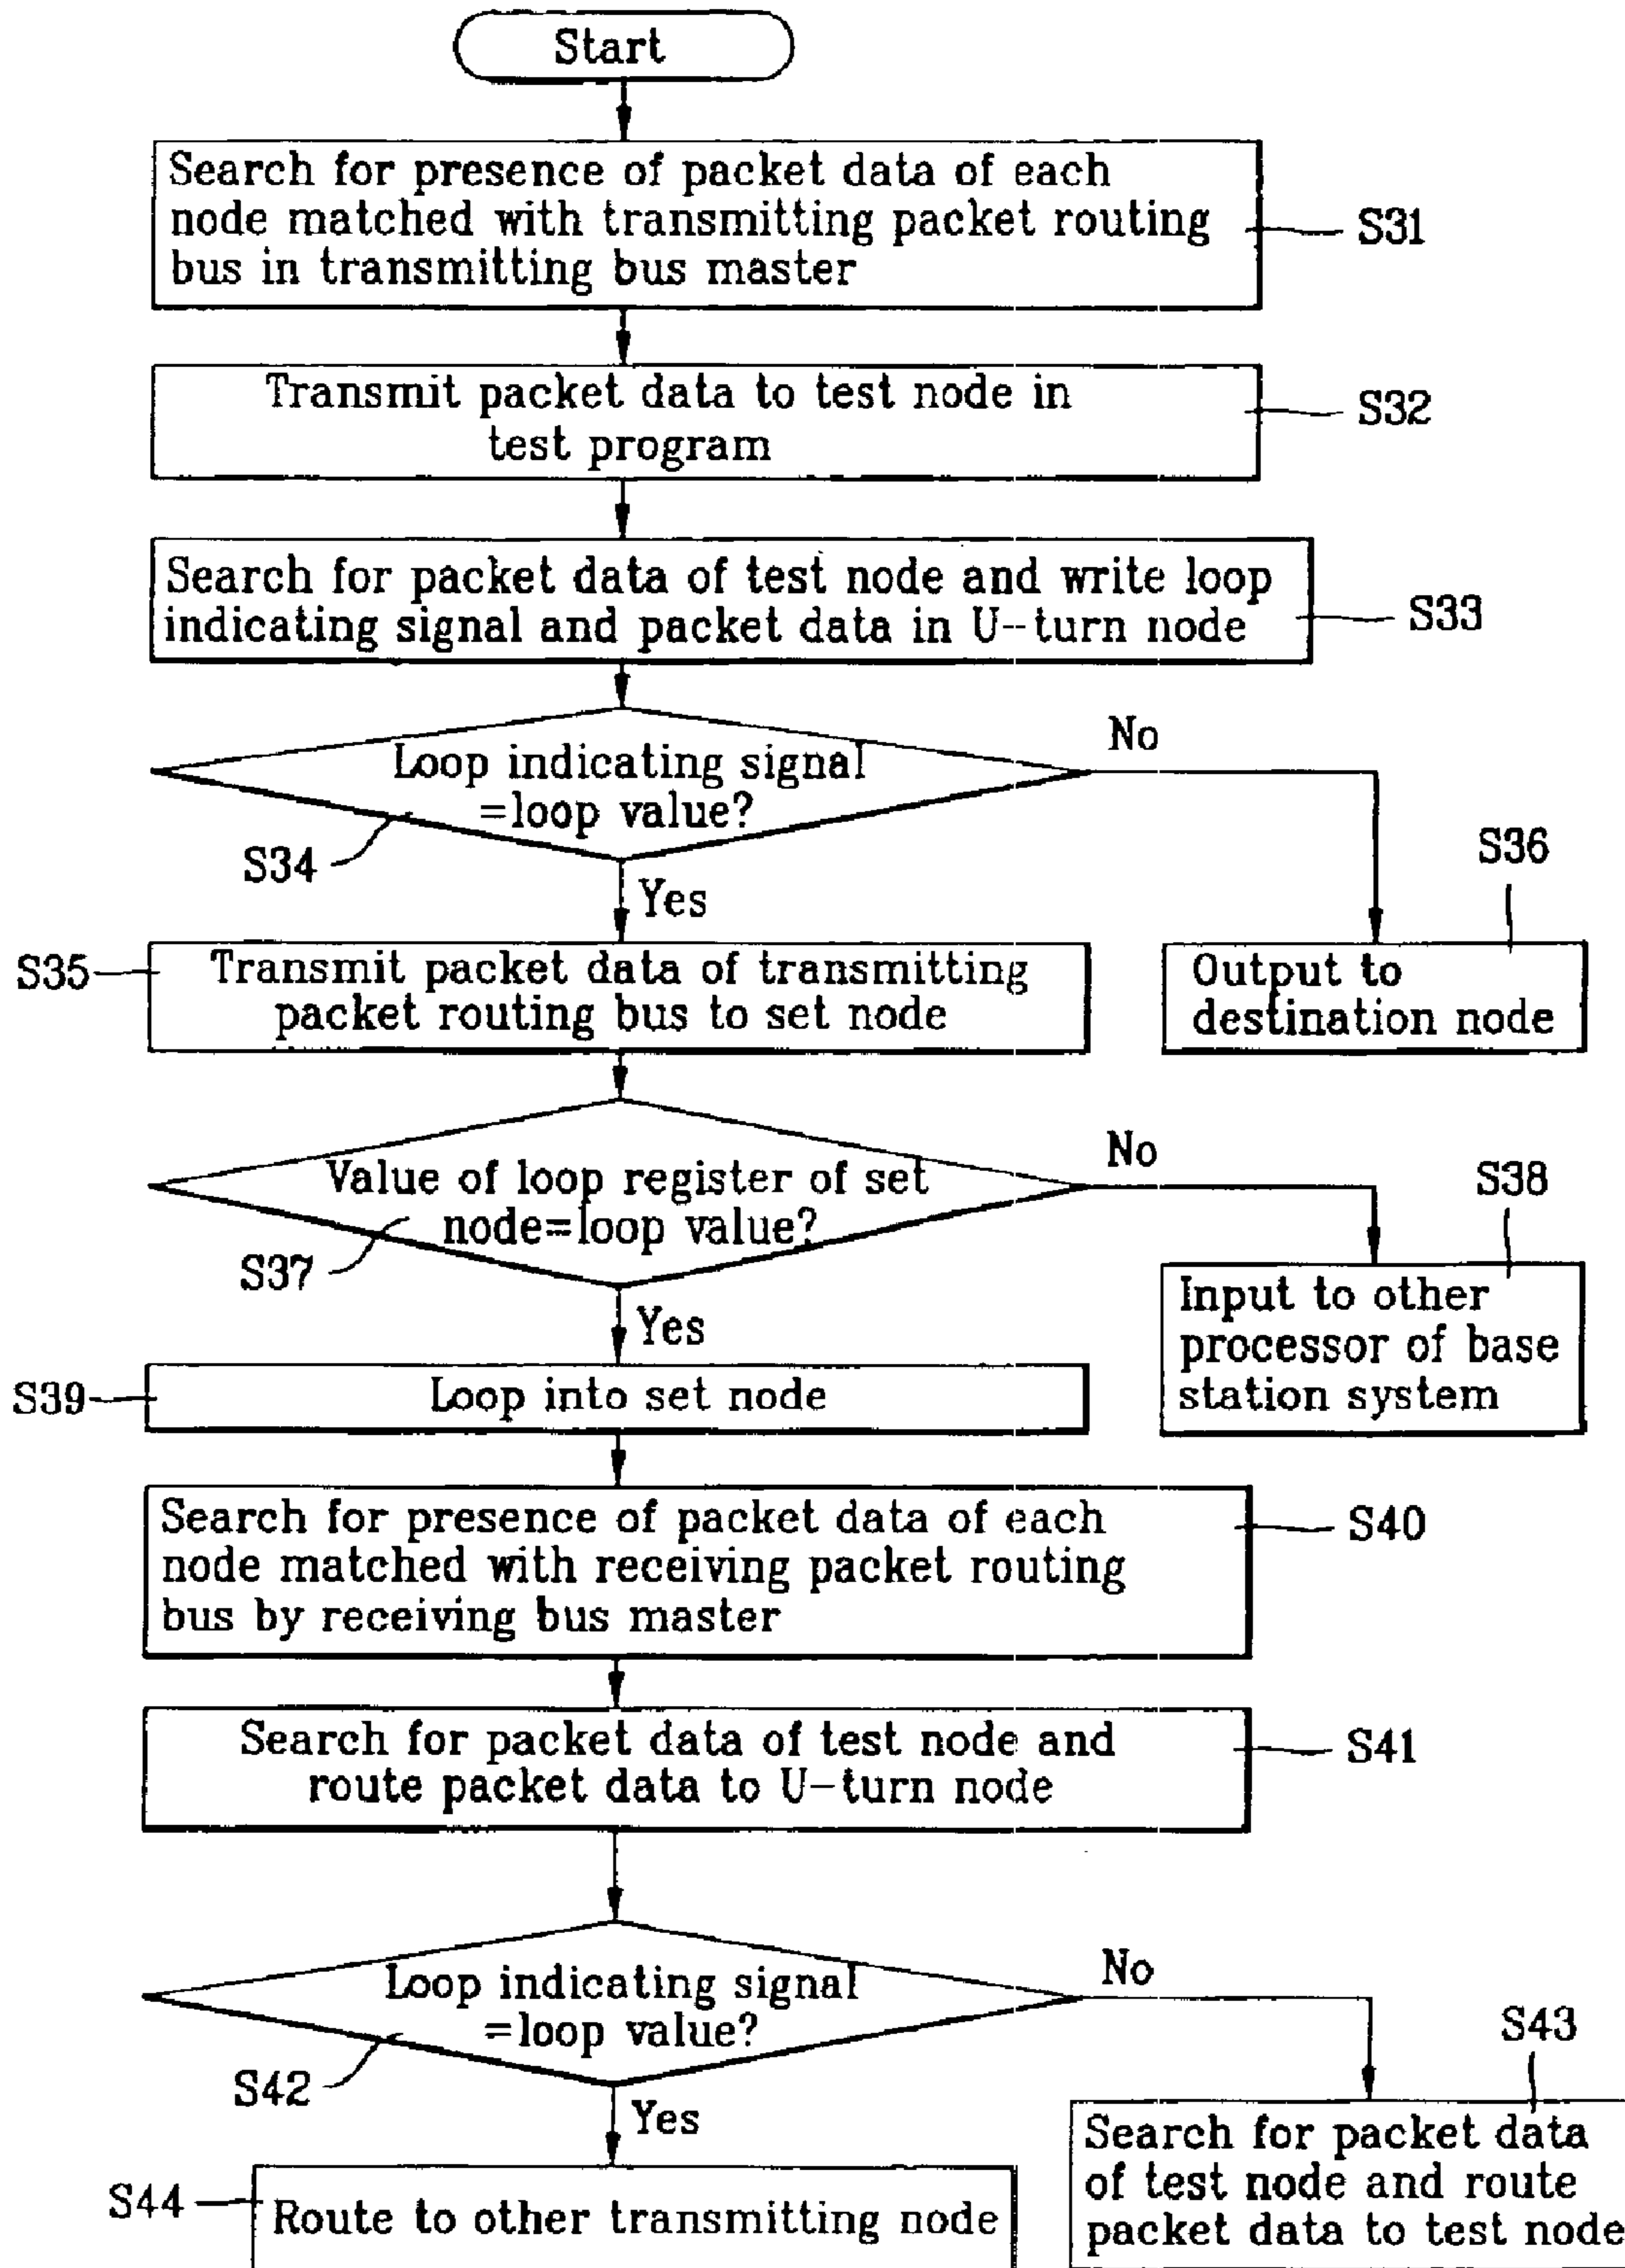 Start
Search for presence of packet data of each
node matched with transmitting packet routing
bus in transmitting bus master
S31
Transmit packet data to test node in
test program
S32
Search for packet data of test node and write loop
indicating signal and packet data in U-turn node
S33
Loop indicating signal
=loop value?
No
S34
Yes
S36
S35
Transmit packet data of transmitting
packet routing bus to set node
Output to
destination node
Value of loop register of set
node=loop value?
No
S37
Yes
S38
Input to other
processor of base
station system
S39
Loop into set node
Search for presence of packet data of each
node matched with receiving packet routing
bus by receiving bus master
S40
Search for packet data of test node and
route packet data to U-turn node
S41
Loop indicating signal
=loop value?
No
S42
Yes
S43
Search for packet data
of test node and route
packet data to test node
S44
Route to other transmitting node